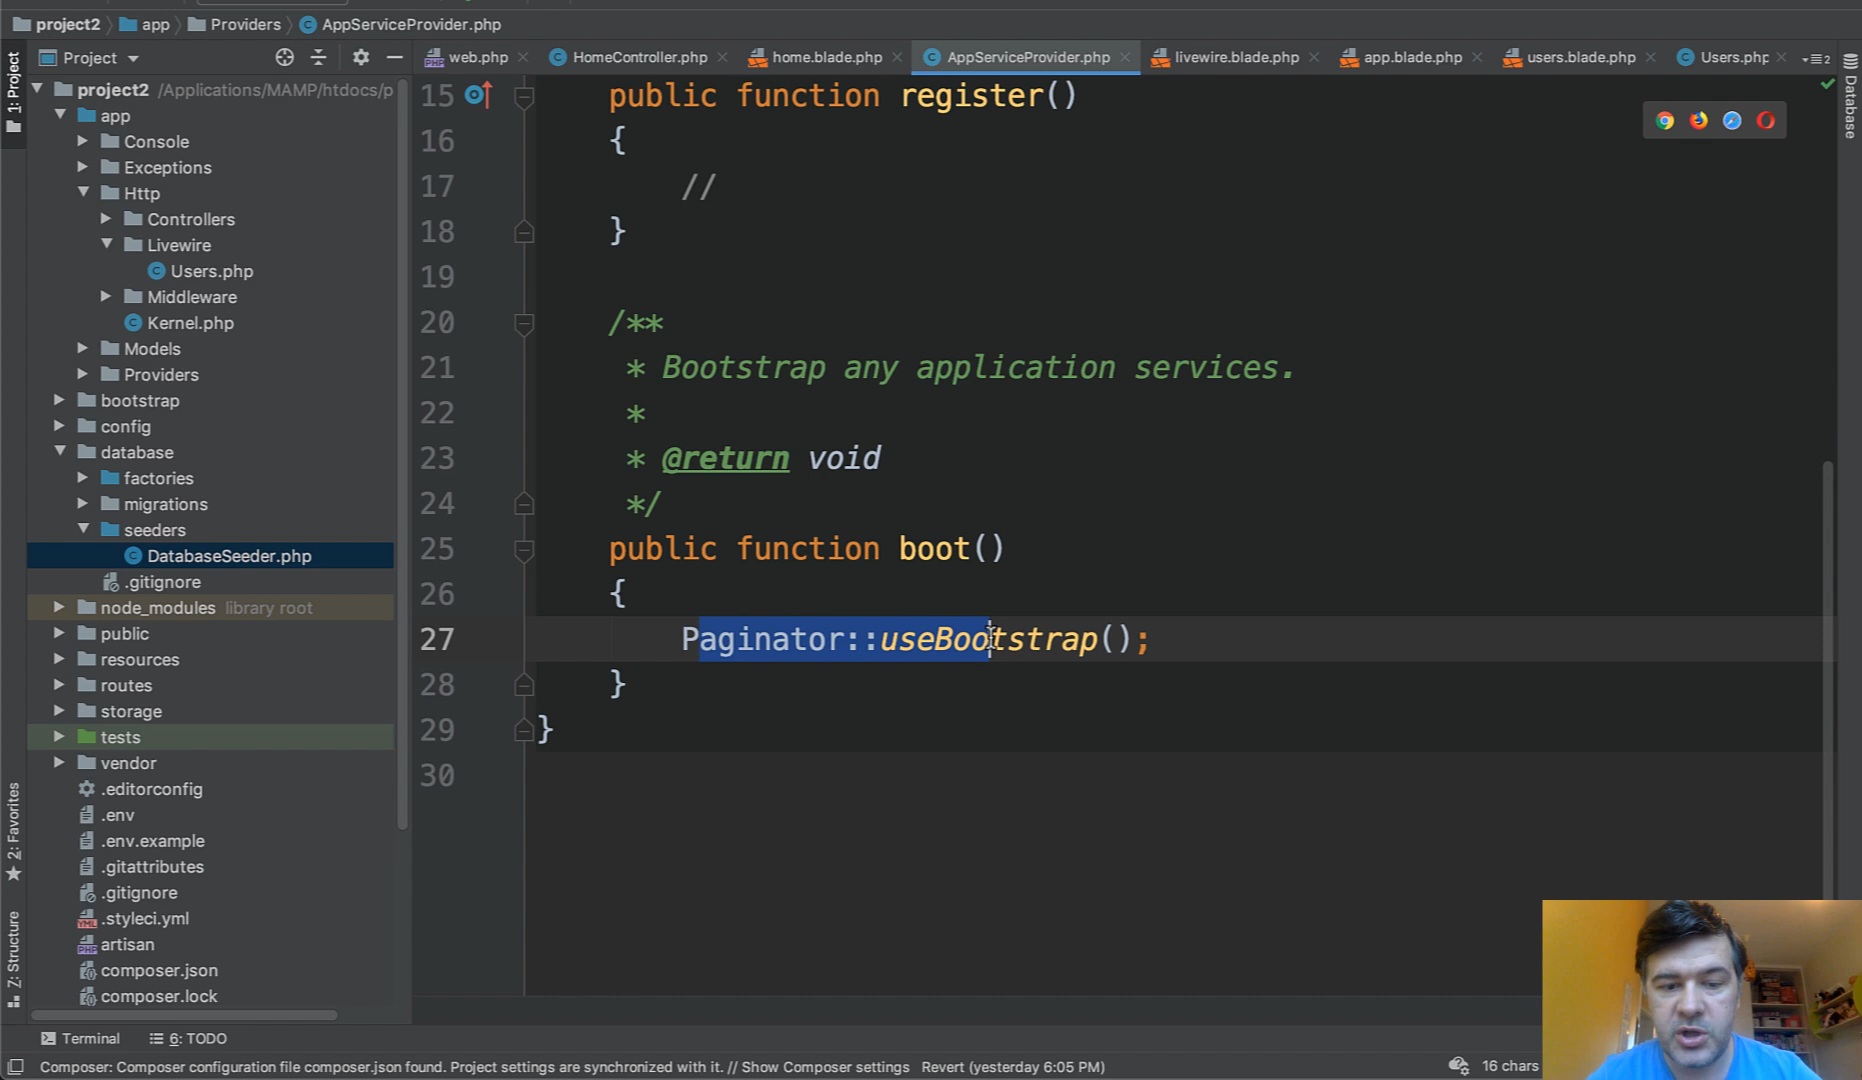 project2 app Providers AppServiceProvider.php
1: Project
Project
web.php HomeController.php home.blade.php AppServiceProvider.php livewire.blade.php app.blade.php users.blade.php Users.php 2
Database
project2 /Applications/MAMP/htdocs/p
app
Console
Exceptions
Http
Controllers
Livewire
Users.php
Middleware
Kernel.php
Models
Providers
bootstrap
config
database
factories
migrations
seeders
DatabaseSeeder.php
.gitignore
node_modules library root
public
resources
routes
storage
tests
vendor
.editorconfig
.env
.env.example
.gitattributes
.gitignore
.styleci.yml
artisan
composer.json
composer.lock
2: Favorites
Z: Structure
15 public function register()
16 {
17 //
18 }
19
20 /**
21 * Bootstrap any application services.
22 *
23 * @return void
24 */
25 public function boot()
26 {
27 Paginator::useBootstrap();
28 }
29 }
30
Terminal 6: TODO
Composer: Composer configuration file composer.json found. Project settings are synchronized with it. // Show Composer settings Revert (yesterday 6:05 PM) 16 chars